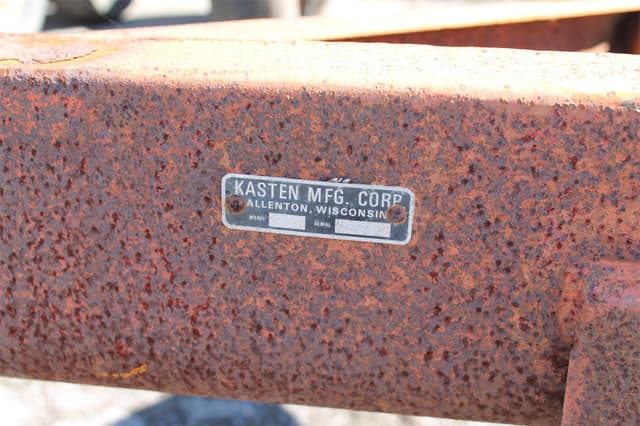 KASTEN MFG. CORP
ALLENTON, WISCONSIN